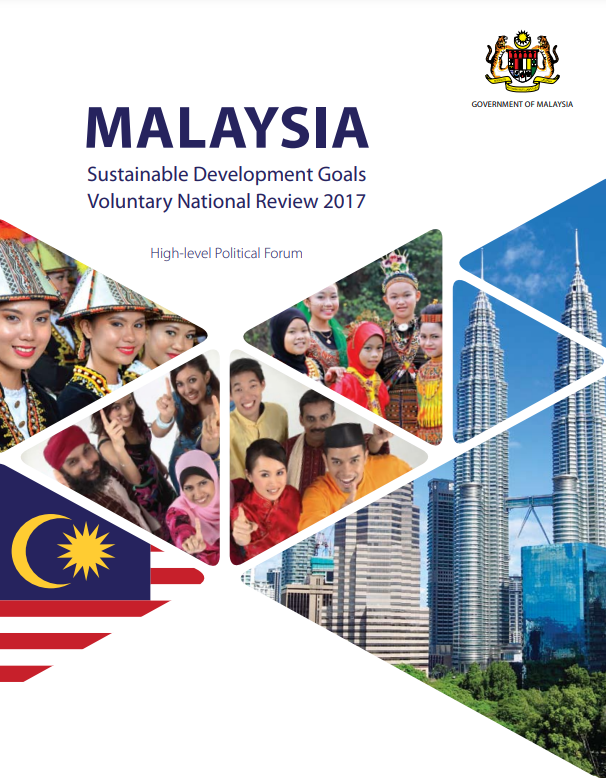 GOVERNMENT OF MALAYSIA
MALAYSIA
Sustainable Development Goals
Voluntary National Review 2017
High-level Political Forum